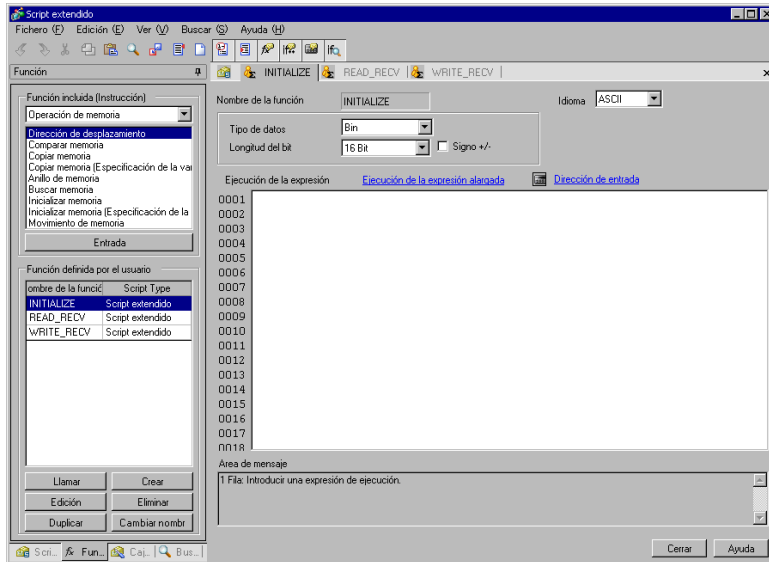 Script extendido
Fichero (F) Edición (E) Ver (V) Buscar (S) Ayuda (H)
Función
INITIALIZE READ_RECV WRITE_RECV
Función incluida (Instrucción)
Operación de memoria
Dirección de desplazamiento
Comparar memoria
Copiar memoria
Copiar memoria (Especificación de la va
Anillo de memoria
Buscar memoria
Inicializar memoria
Inicializar memoria (Especificación de la
Movimiento de memoria
Entrada
Función definida por el usuario
ombre de la funció Script Type
INITIALIZE Script extendido
READ_RECV Script extendido
WRITE_RECV Script extendido
Llamar Crear
Edición Eliminar
Duplicar Cambiar nombr
Scri... Fun... Caj... Bus...
Nombre de la función INITIALIZE Idioma ASCII
Tipo de datos Bin
Longitud del bit 16 Bit Signo +/-
Ejecución de la expresión Ejecución de la expresión alargada Dirección de entrada
0001
0002
0003
0004
0005
0006
0007
0008
0009
0010
0011
0012
0013
0014
0015
0016
0017
0018
Area de mensaje
1 Fila: Introducir una expresión de ejecución.
Cerrar Ayuda